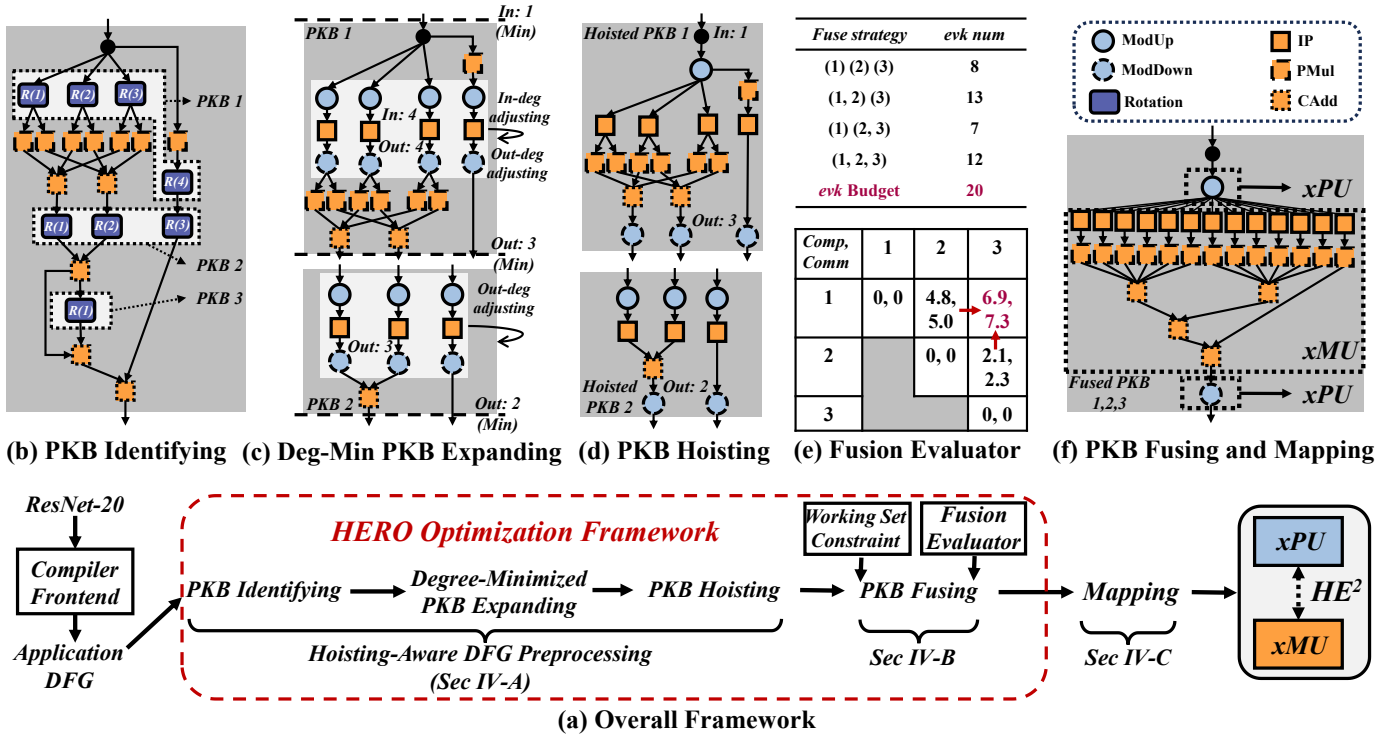 R(1)
R(2)
R(3)
PKB 1
R(4)
R(1)
R(2)
R(3)
PKB 2
PKB 3
R(1)
(b) PKB Identifying
PKB 1
In: 1
(Min)
In-deg
adjusting
In: 4
Out: 4
Out-deg
adjusting
Out: 3
(Min)
Out-deg
adjusting
Out: 3
PKB 2
Out: 2
(Min)
(c) Deg-Min PKB Expanding
Hoisted PKB 1
In: 1
Out: 3
Hoisted
PKB 2
Out: 2
(d) PKB Hoisting
Fuse strategy evk num
(1) (2) (3) 8
(1, 2) (3) 13
(1) (2, 3) 7
(1, 2, 3) 12
evk Budget 20
Comp,
Comm
1 2 3
1 0, 0 4.8, 5.0 6.9, 7.3
2 0, 0 2.1, 2.3
3 0, 0
(e) Fusion Evaluator
ModUp
IP
ModDown
PMul
Rotation
CAdd
xPU
xMU
Fused PKB
1,2,3
xPU
(f) PKB Fusing and Mapping
ResNet-20
Compiler
Frontend
Application
DFG
HERO Optimization Framework
Working Set
Constraint
Fusion
Evaluator
PKB Identifying
Degree-Minimized
PKB Expanding
PKB Hoisting
PKB Fusing
Mapping
Hoisting-Aware DFG Preprocessing
(Sec IV-A)
Sec IV-B
Sec IV-C
xPU
HE²
xMU
(a) Overall Framework